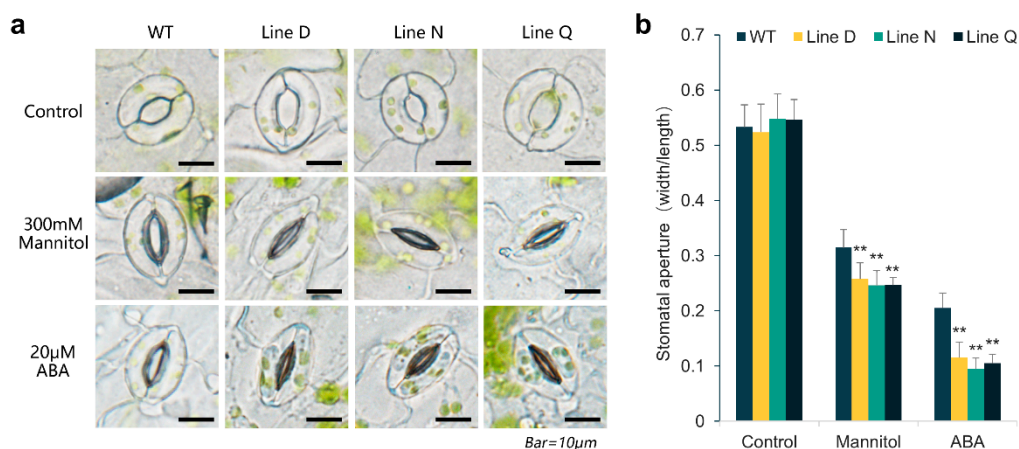 a
WT
Line D
Line N
Line Q
Control
300mM
Mannitol
20μM
ABA
Bar=10μm
b
WT
Line D
Line N
Line Q
Stomatal aperture (width/length)
0.7
0.6
0.5
0.4
0.3
0.2
0.1
0
**
**
**
**
**
**
Control
Mannitol
ABA